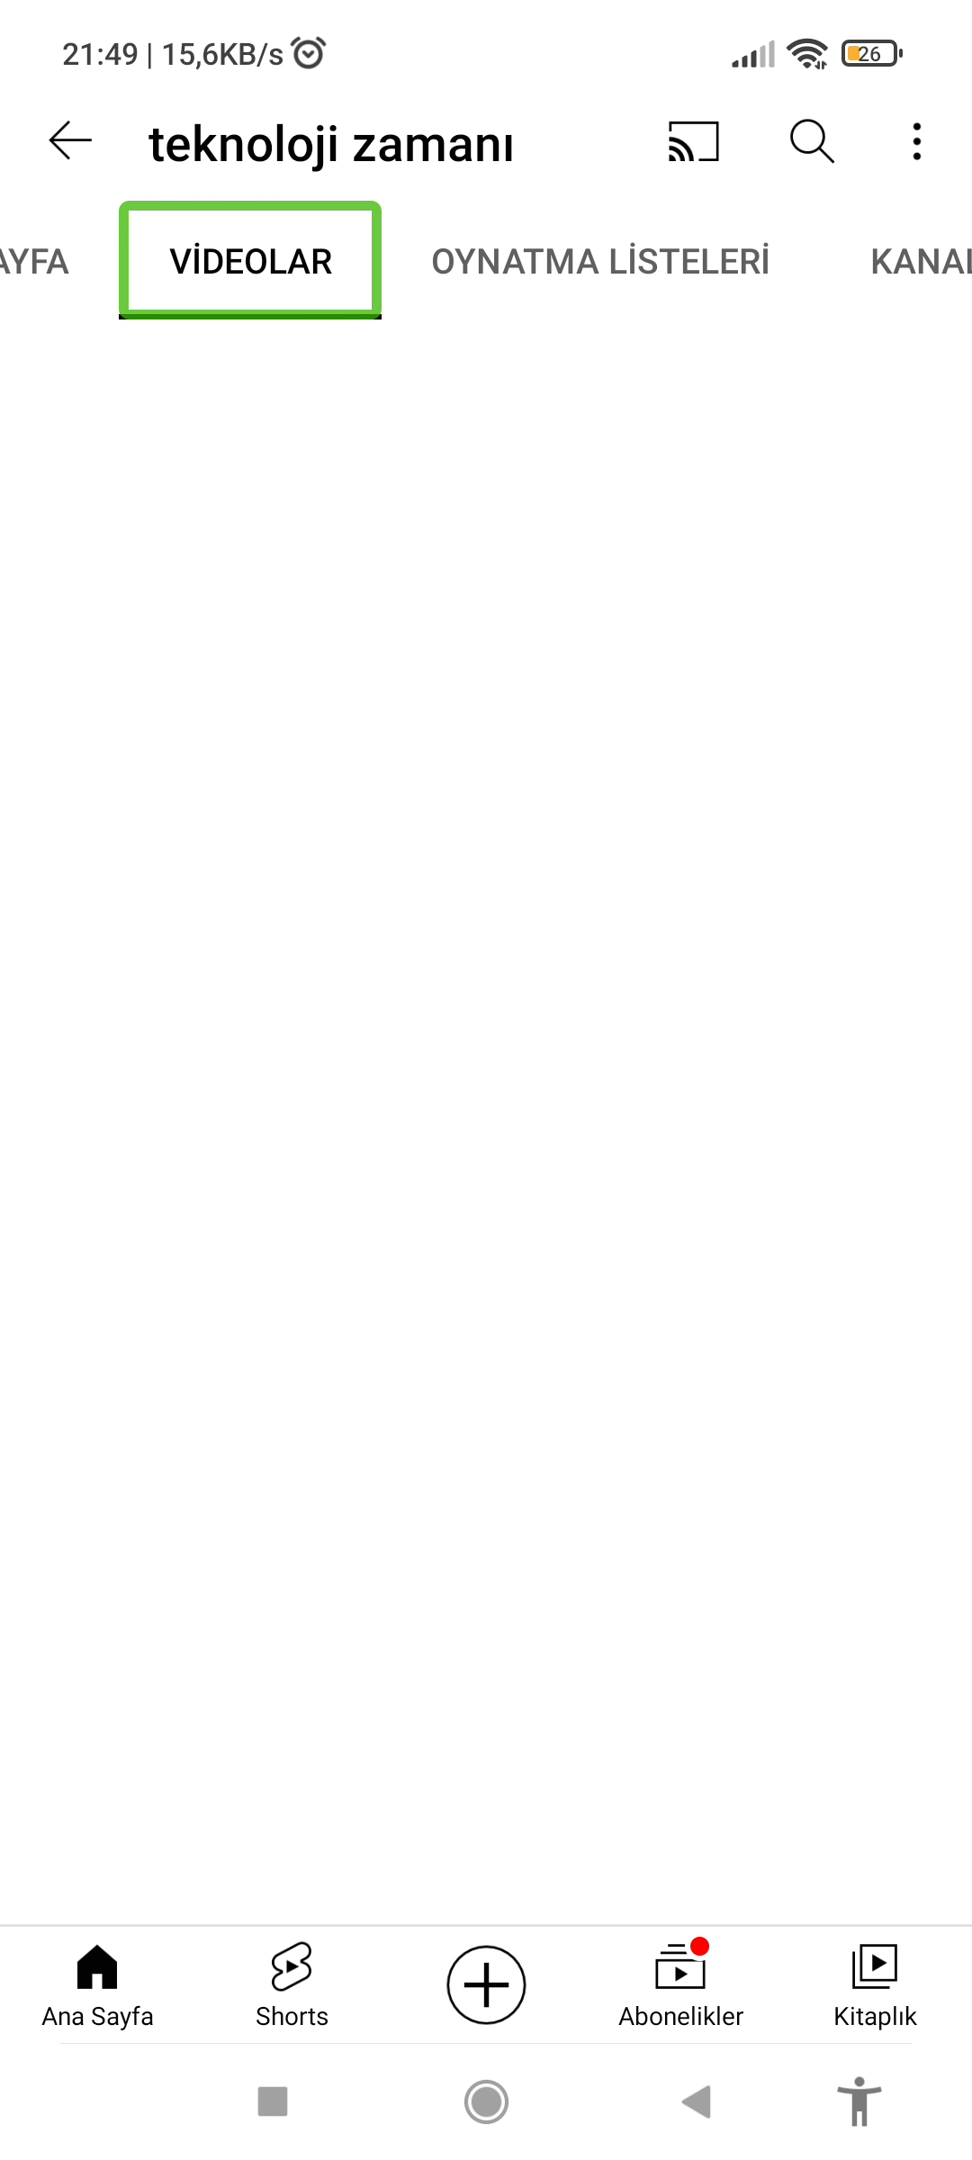 21:49 | 15,6KB/s
26
teknoloji zamanı
AYFA VİDEOLAR OYNATMA LİSTELERİ KANAL
Ana Sayfa Shorts Abonelikler Kitaplık